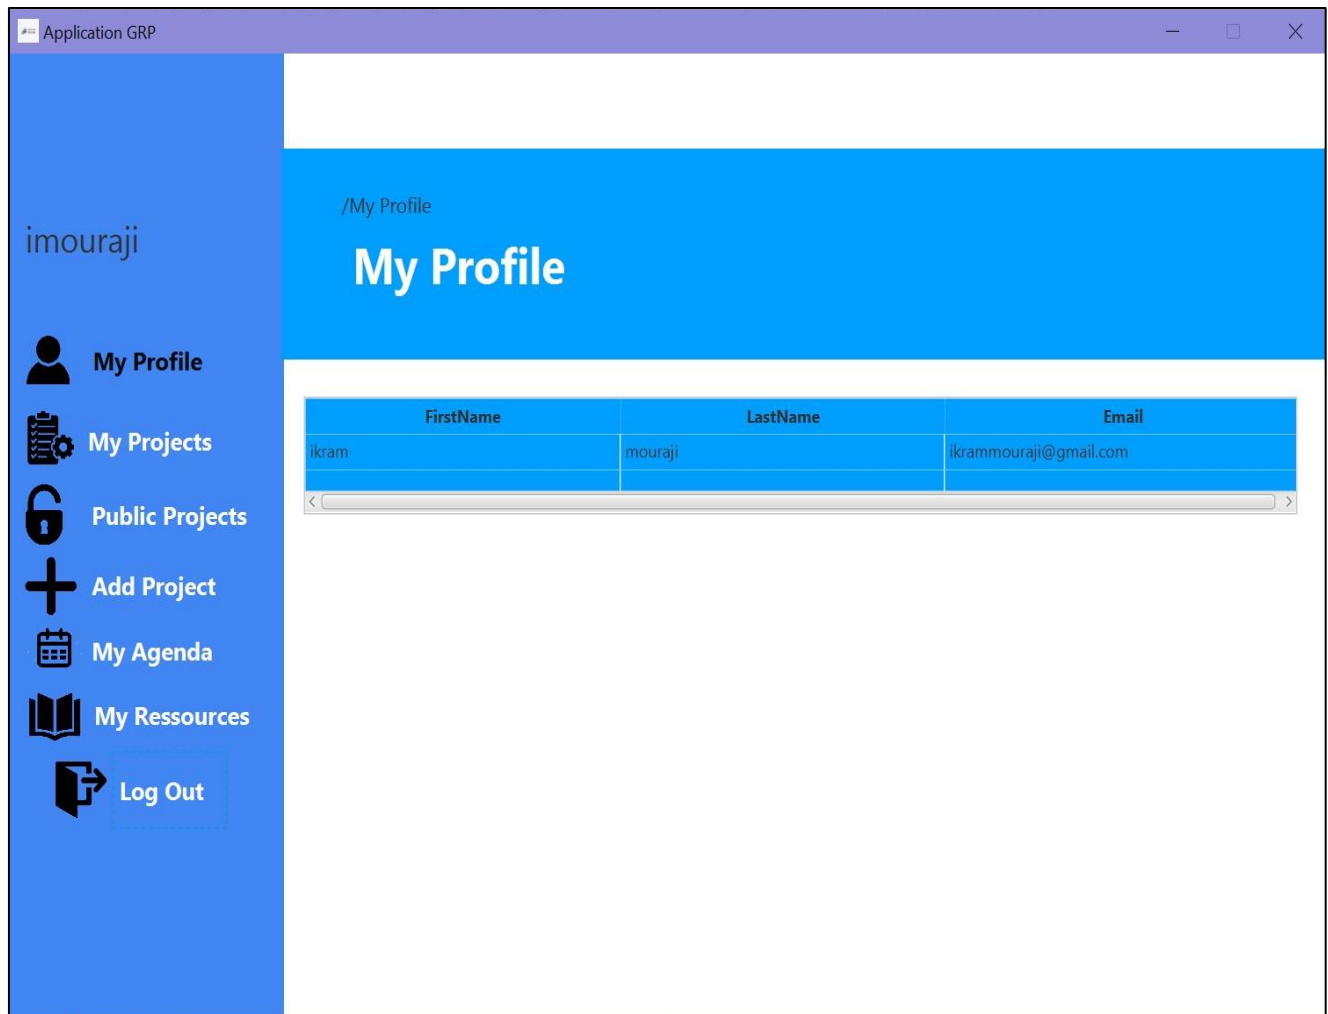 Application GRP
imouraji
My Profile
My Projects
Public Projects
Add Project
My Agenda
My Ressources
Log Out
/My Profile
My Profile
FirstName LastName Email
ikram mouraji ikrammouraji@gmail.com